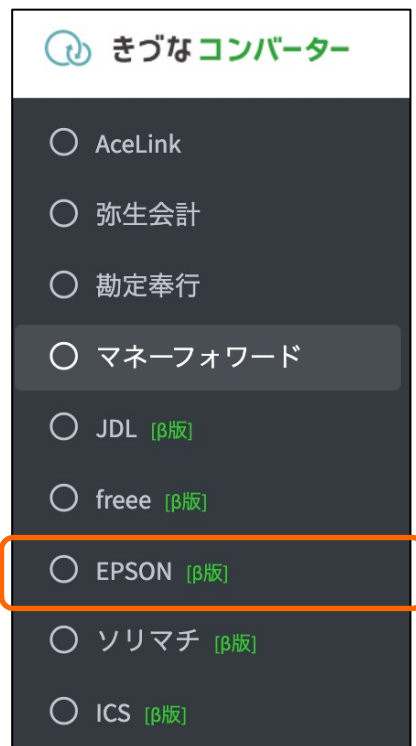 きづなコンバーター
AceLink
弥生会計
勘定奉行
マネーフォワード
JDL [β版]
freee [β版]
EPSON [β版]
ソリマチ [β版]
ICS [β版]